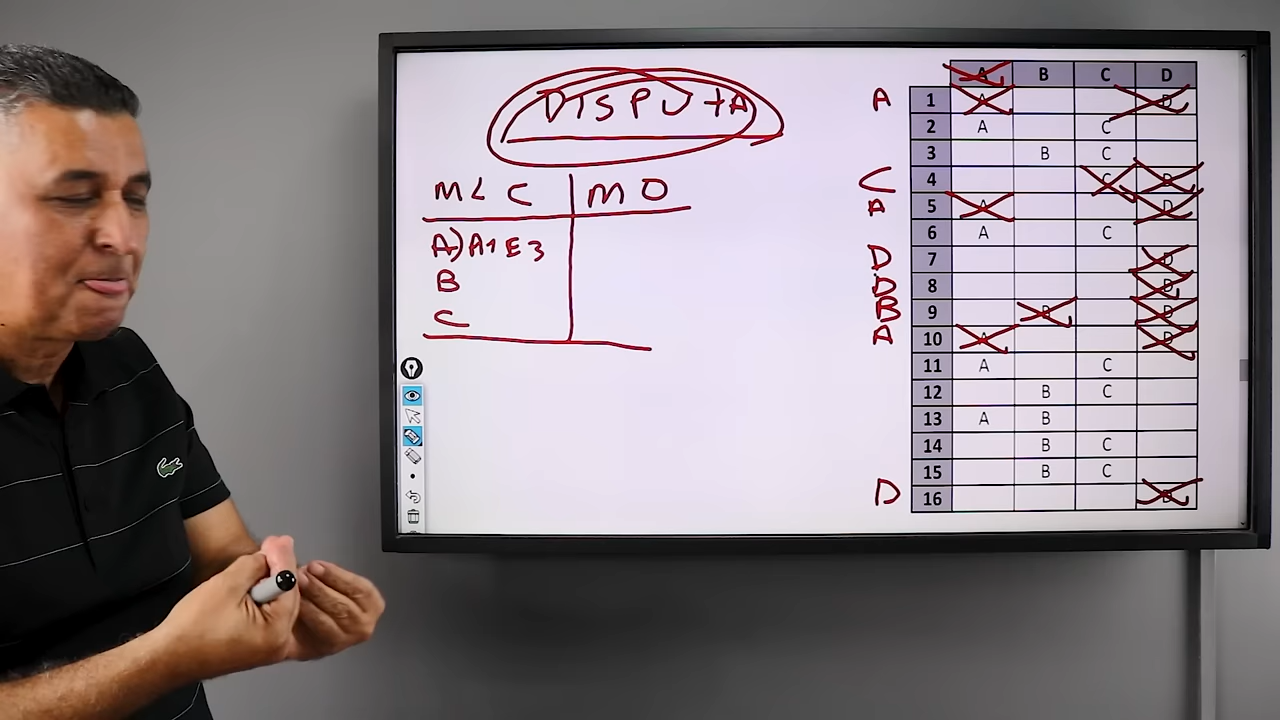 DISPUTA
MLC MO
A) A1 E 3
B
C
A B C D
A 1 A D
2 A C
3 B C
C 4 C D
A 5 A D
6 A C
D 7 D
D 8 D
B 9 B D
A 10 A D
11 A C
12 B C
13 A B
14 B C
15 B C
D 16 D